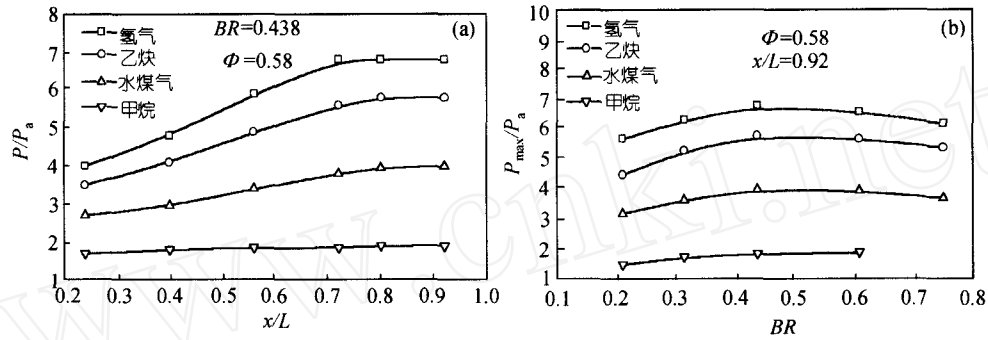 8
7
6
5
4
3
2
1
P/Pa
氢气
乙炔
水煤气
甲烷
BR=0.438
Φ=0.58
(a)
0.2 0.3 0.4 0.5 0.6 0.7 0.8 0.9 1.0
x/L
10
9
8
7
6
5
4
3
2
1
Pmax/Pa
氢气
乙炔
水煤气
甲烷
Φ=0.58
x/L=0.92
(b)
0.1 0.2 0.3 0.4 0.5 0.6 0.7 0.8
BR
www.cnki.net